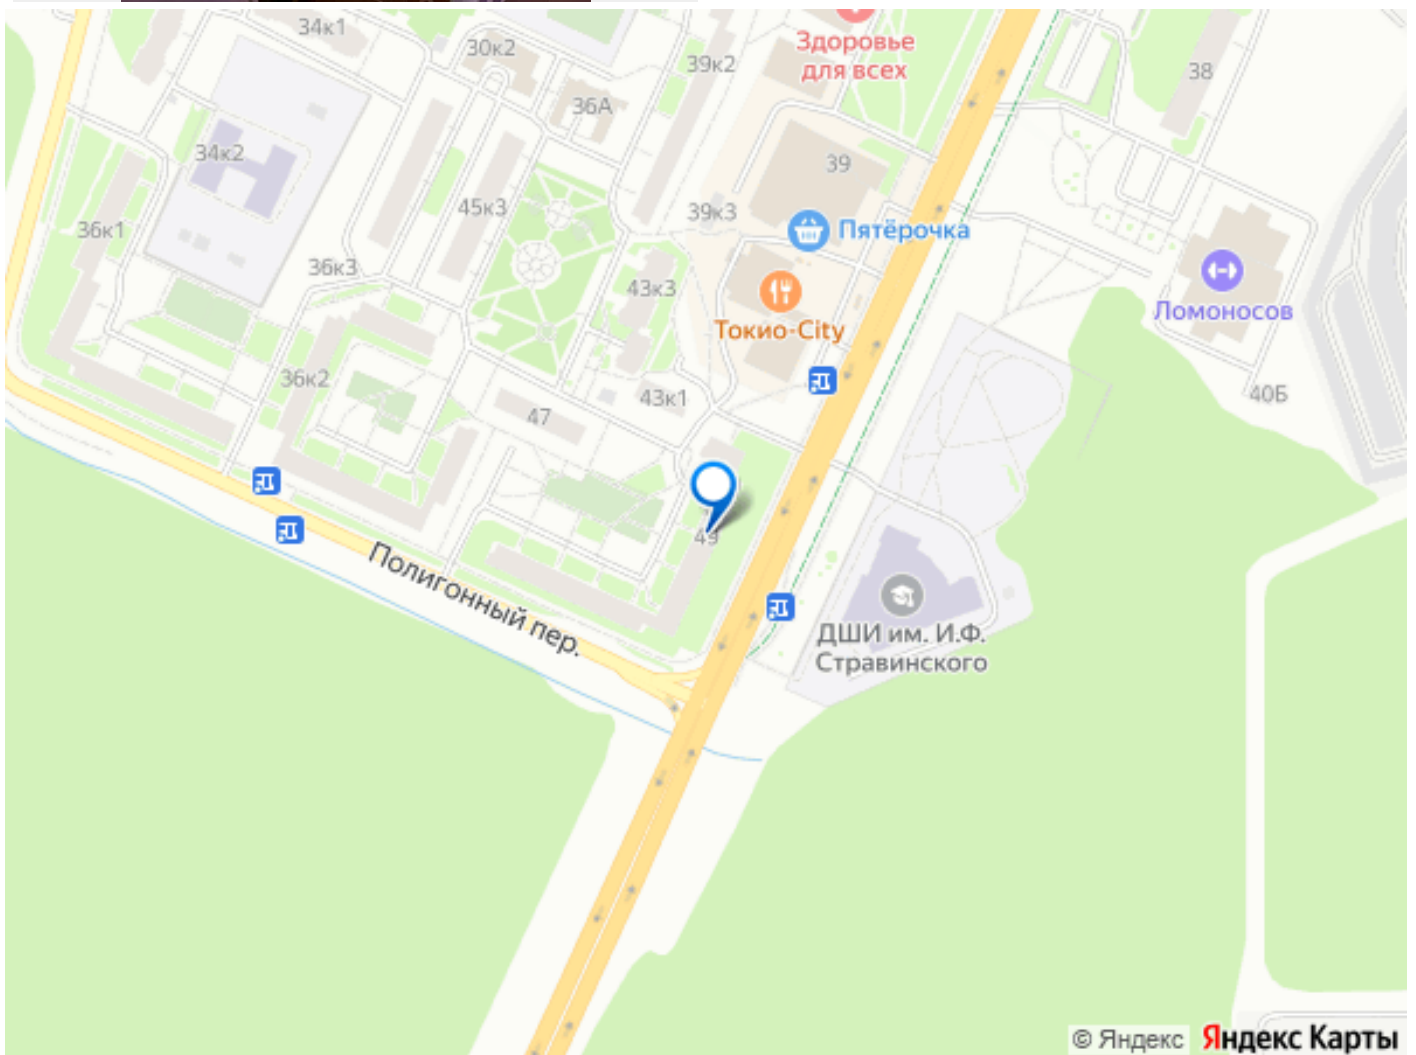 34к1
30к2
39к2
Здоровье
для всех
38
36А
34к2
39
45к3
39к3
Пятёрочка
36к1
36к3
43к3
Токио-City
Ломоносов
36к2
43к1
40Б
47
49
Полигонный пер.
ДШИ им. И.Ф.
Стравинского
© Яндекс Яндекс Карты